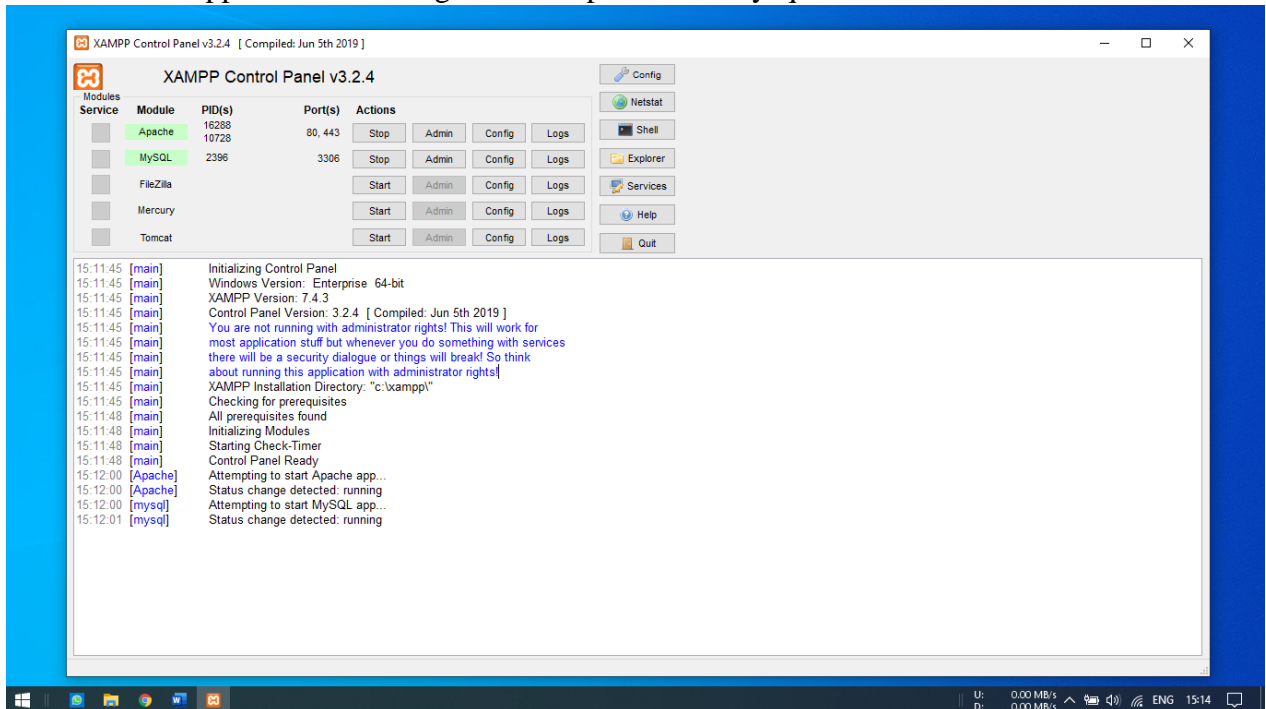 XAMPP Control Panel v3.2.4 [ Compiled: Jun 5th 2019 ]
XAMPP Control Panel v3.2.4
Config
Modules
Service Module PID(s) Port(s) Actions
Netstat
Apache 16288 10728 80, 443 Stop Admin Config Logs
Shell
MySQL 2396 3306 Stop Admin Config Logs
Explorer
FileZilla Start Admin Config Logs
Services
Mercury Start Admin Config Logs
Help
Tomcat Start Admin Config Logs
Quit
15:11:45 [main] Initializing Control Panel
15:11:45 [main] Windows Version: Enterprise 64-bit
15:11:45 [main] XAMPP Version: 7.4.3
15:11:45 [main] Control Panel Version: 3.2.4 [ Compiled: Jun 5th 2019 ]
15:11:45 [main] You are not running with administrator rights! This will work for
15:11:45 [main] most application stuff but whenever you do something with services
15:11:45 [main] there will be a security dialogue or things will break! So think
15:11:45 [main] about running this application with administrator rights!
15:11:45 [main] XAMPP Installation Directory: "c:\xampp\"
15:11:45 [main] Checking for prerequisites
15:11:48 [main] All prerequisites found
15:11:48 [main] Initializing Modules
15:11:48 [main] Starting Check-Timer
15:11:48 [main] Control Panel Ready
15:12:00 [Apache] Attempting to start Apache app...
15:12:00 [Apache] Status change detected: running
15:12:00 [mysql] Attempting to start MySQL app...
15:12:01 [mysql] Status change detected: running
U: 0.00 MB/s
D: 0.00 MB/s
ENG 15:14